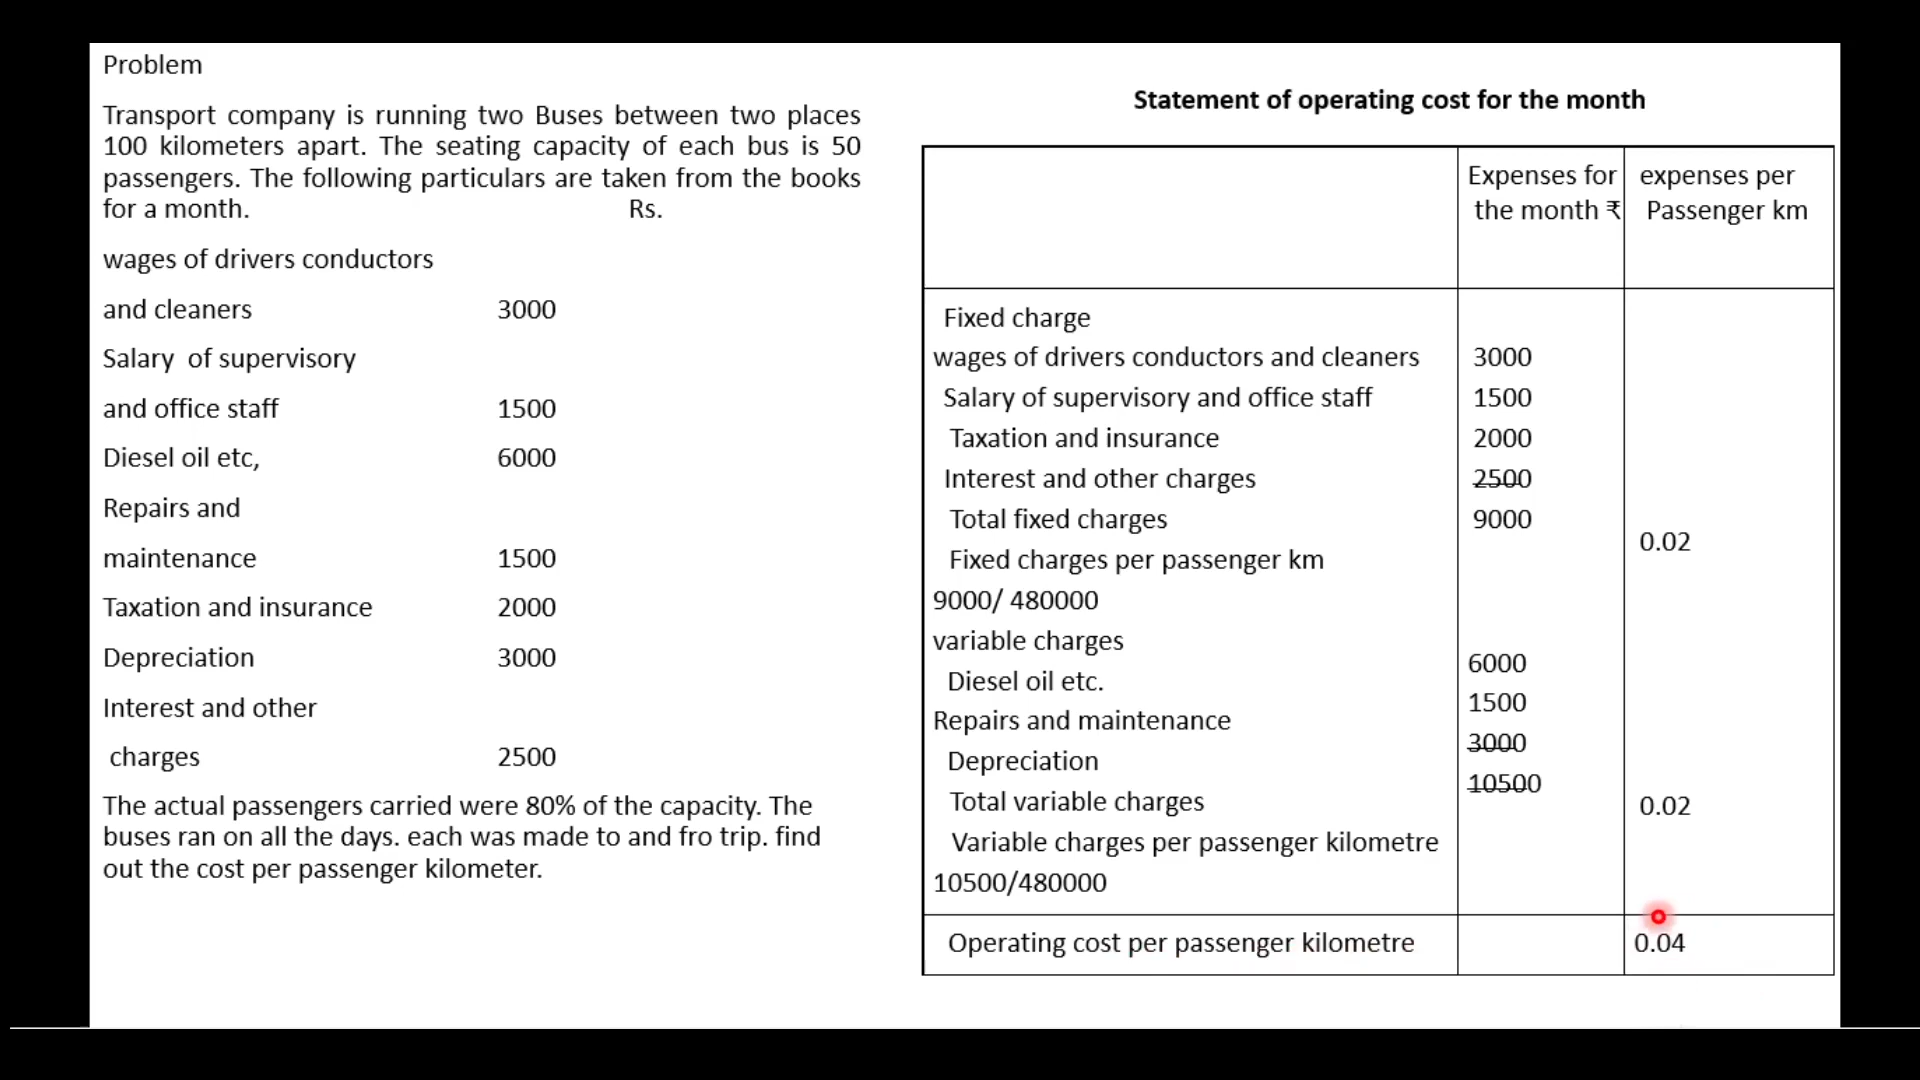 Problem
Transport company is running two Buses between two places
100 kilometers apart. The seating capacity of each bus is 50
passengers. The following particulars are taken from the books
for a month. Rs.
wages of drivers conductors
and cleaners 3000
Salary of supervisory
and office staff 1500
Diesel oil etc, 6000
Repairs and
maintenance 1500
Taxation and insurance 2000
Depreciation 3000
Interest and other
charges 2500
The actual passengers carried were 80% of the capacity. The
buses ran on all the days. each was made to and fro trip. find
out the cost per passenger kilometer.
Statement of operating cost for the month
Expenses for expenses per
the month ₹ Passenger km
Fixed charge
wages of drivers conductors and cleaners 3000
Salary of supervisory and office staff 1500
Taxation and insurance 2000
Interest and other charges 2500
Total fixed charges 9000
0.02
Fixed charges per passenger km
9000/ 480000
variable charges
6000
Diesel oil etc.
1500
Repairs and maintenance
3000
Depreciation
10500
Total variable charges 0.02
Variable charges per passenger kilometre
10500/480000
Operating cost per passenger kilometre 0.04